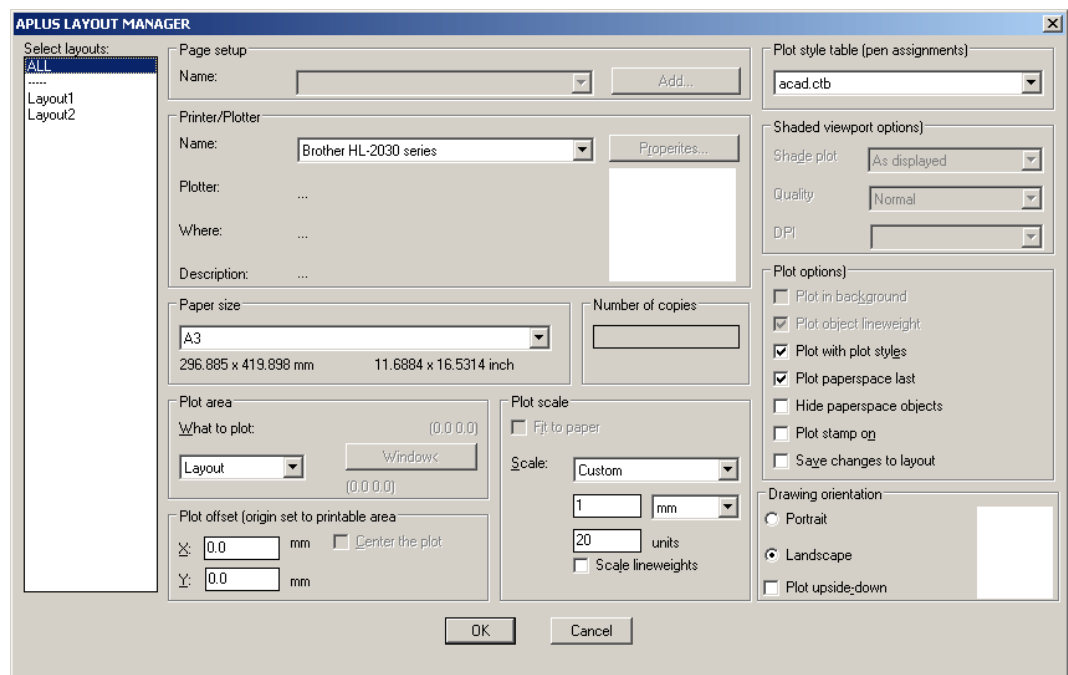 APLUS LAYOUT MANAGER
Select layouts:
ALL
-----
Layout1
Layout2
Page setup
Name:
Add...
Printer/Plotter
Name:
Brother HL-2030 series
Properites...
Plotter:
...
Where:
...
Description:
...
Paper size
A3
296.885 x 419.898 mm 11.6884 x 16.5314 inch
Number of copies
Plot area
What to plot:
(0.0 0.0)
Layout
Window<
(0.0 0.0)
Plot offset (origin set to printable area
X: 0.0 mm
Center the plot
Y: 0.0 mm
Plot scale
Fit to paper
Scale: Custom
1 mm
20 units
Scale lineweights
Plot style table (pen assignments)
acad.ctb
Shaded viewport options)
Shade plot As displayed
Quality Normal
DPI
Plot options)
Plot in background
Plot object lineweight
Plot with plot styles
Plot paperspace last
Hide paperspace objects
Plot stamp on
Save changes to layout
Drawing orientation
Portrait
Landscape
Plot upside-down
OK Cancel